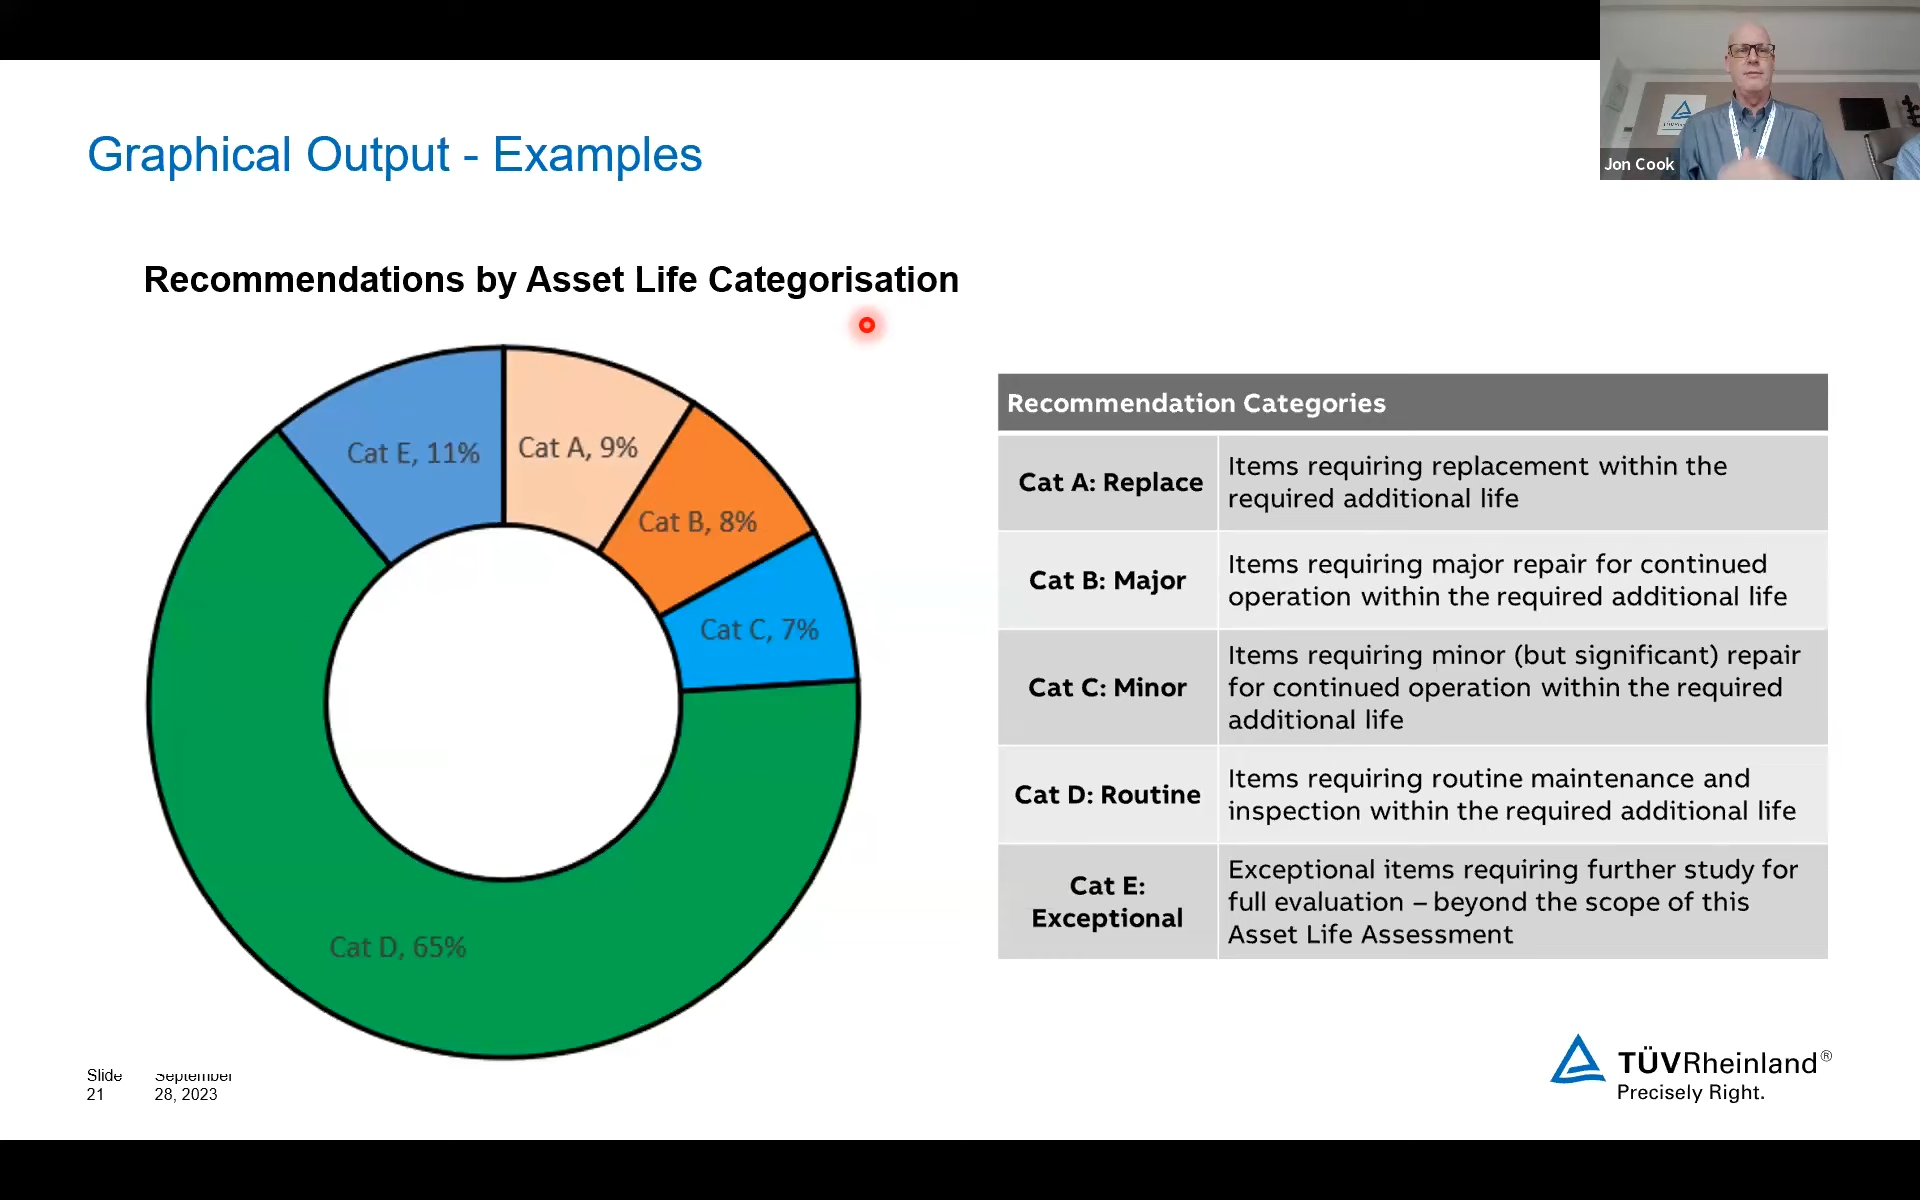 Graphical Output - Examples
Jon Cook
Recommendations by Asset Life Categorisation
Cat E, 11%
Cat A, 9%
Cat B, 8%
Cat C, 7%
Cat D, 65%
Recommendation Categories
Cat A: Replace
Items requiring replacement within the
required additional life
Cat B: Major
Items requiring major repair for continued
operation within the required additional life
Cat C: Minor
Items requiring minor (but significant) repair
for continued operation within the required
additional life
Cat D: Routine
Items requiring routine maintenance and
inspection within the required additional life
Cat E:
Exceptional
Exceptional items requiring further study for
full evaluation – beyond the scope of this
Asset Life Assessment
Slide
21
September
28, 2023
TÜVRheinland®
Precisely Right.